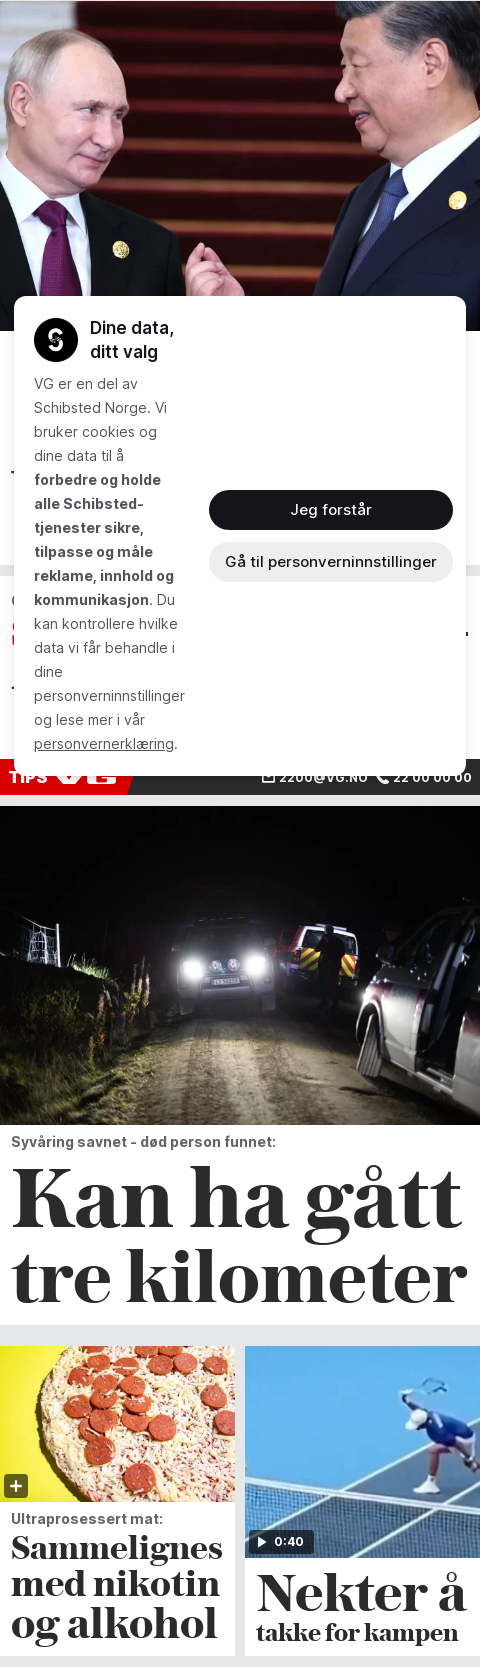 Dine data,
ditt valg
VG er en del av
Schibsted Norge. Vi
bruker cookies og
dine data til å
forbedre og holde
alle Schibsted-
tjenester sikre,
tilpasse og måle
reklame, innhold og
kommunikasjon. Du
kan kontrollere hvilke
data vi får behandle i
dine
personverninnstillinger
og lese mer i vår
personvernerklæring.
Jeg forstår
Gå til personverninnstillinger
TIPS VG 2200@VG.NO 22 00 00 00
Syvåring savnet - død person funnet:
Kan ha gått
tre kilometer
Ultraprosessert mat:
Sammelignes
med nikotin
og alkohol
0:40
Nekter å
takke for kampen